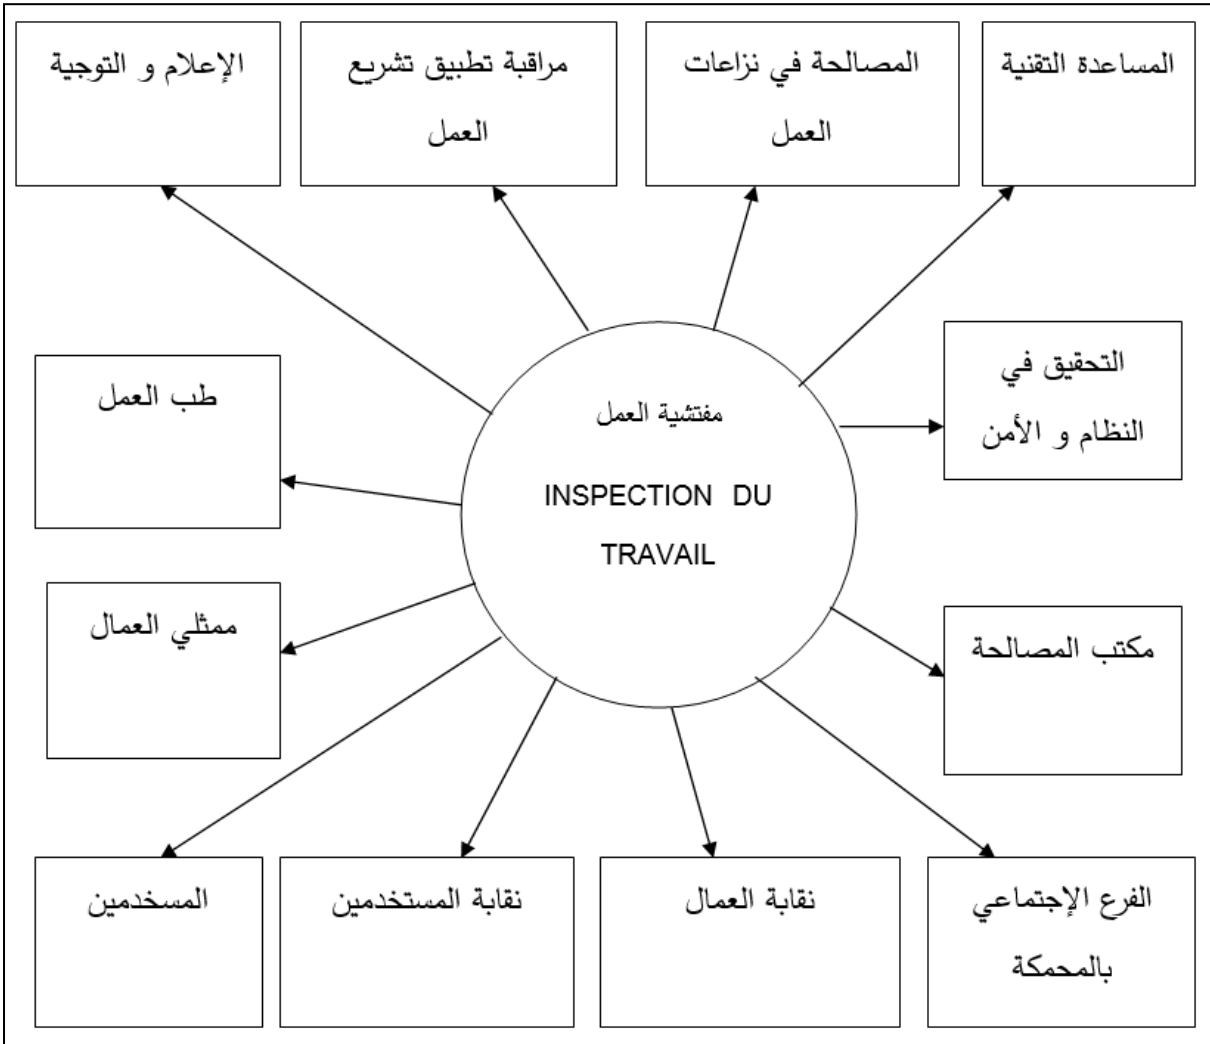 المساعدة التقنية
المصالحة في نزاعات
العمل
مراقبة تطبيق تشريع
العمل
الإعلام و التوجية
التحقيق في
النظام و الأمن
طب العمل
مفتشية العمل
INSPECTION DU
TRAVAIL
مكتب المصالحة
ممثلي العمال
الفرع الإجتماعي
بالمحمكة
نقابة العمال
نقابة المستخدمين
المسخدمين